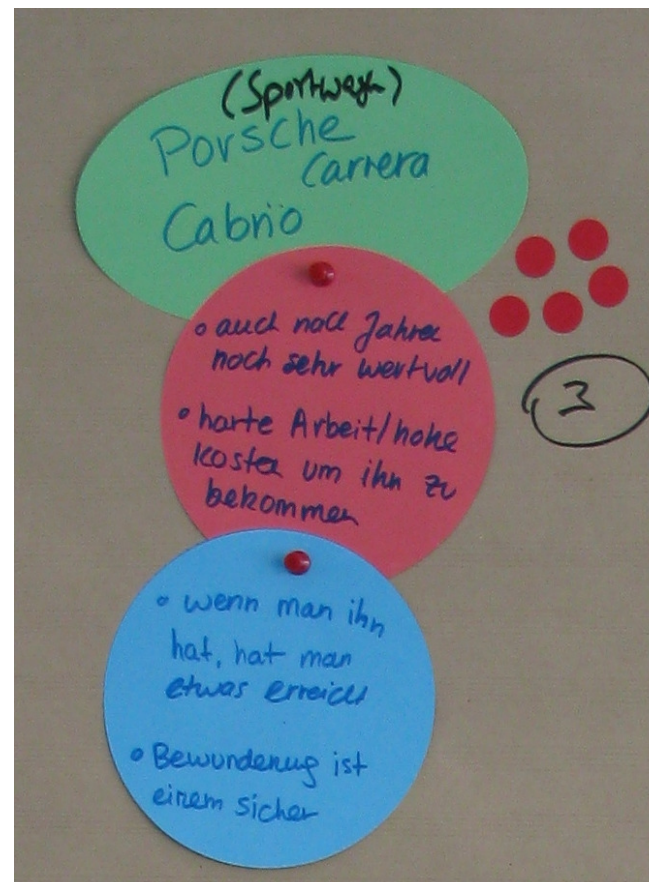 (Sportwagen)
Porsche
Carrera
Cabrio
• auch nach Jahren
noch sehr wertvoll
• harte Arbeit/hohe
Kosten um ihn zu
bekommen
3
• wenn man ihn
hat, hat man
etwas erreicht
• Bewunderung ist
einem sicher